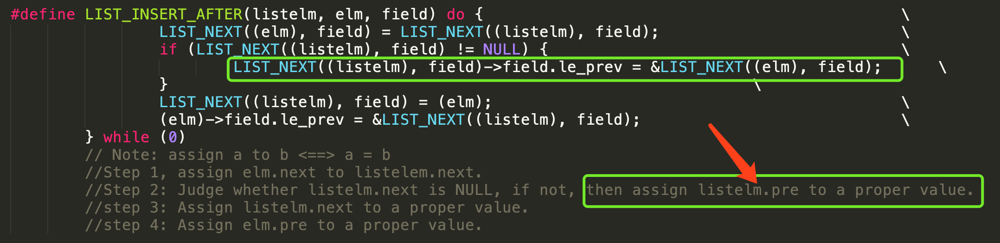 #define LIST_INSERT_AFTER(listelm, elm, field) do { \
LIST_NEXT((elm), field) = LIST_NEXT((listelm), field); \
if (LIST_NEXT((listelm), field) != NULL) { \
LIST_NEXT((listelm), field)->field.le_prev = &LIST_NEXT((elm), field); \
} \
LIST_NEXT((listelm), field) = (elm); \
(elm)->field.le_prev = &LIST_NEXT((listelm), field); \
} while (0)
// Note: assign a to b <==> a = b
//Step 1, assign elm.next to listelem.next.
//Step 2: Judge whether listelm.next is NULL, if not, then assign listelm.pre to a proper value.
//step 3: Assign listelm.next to a proper value.
//step 4: Assign elm.pre to a proper value.